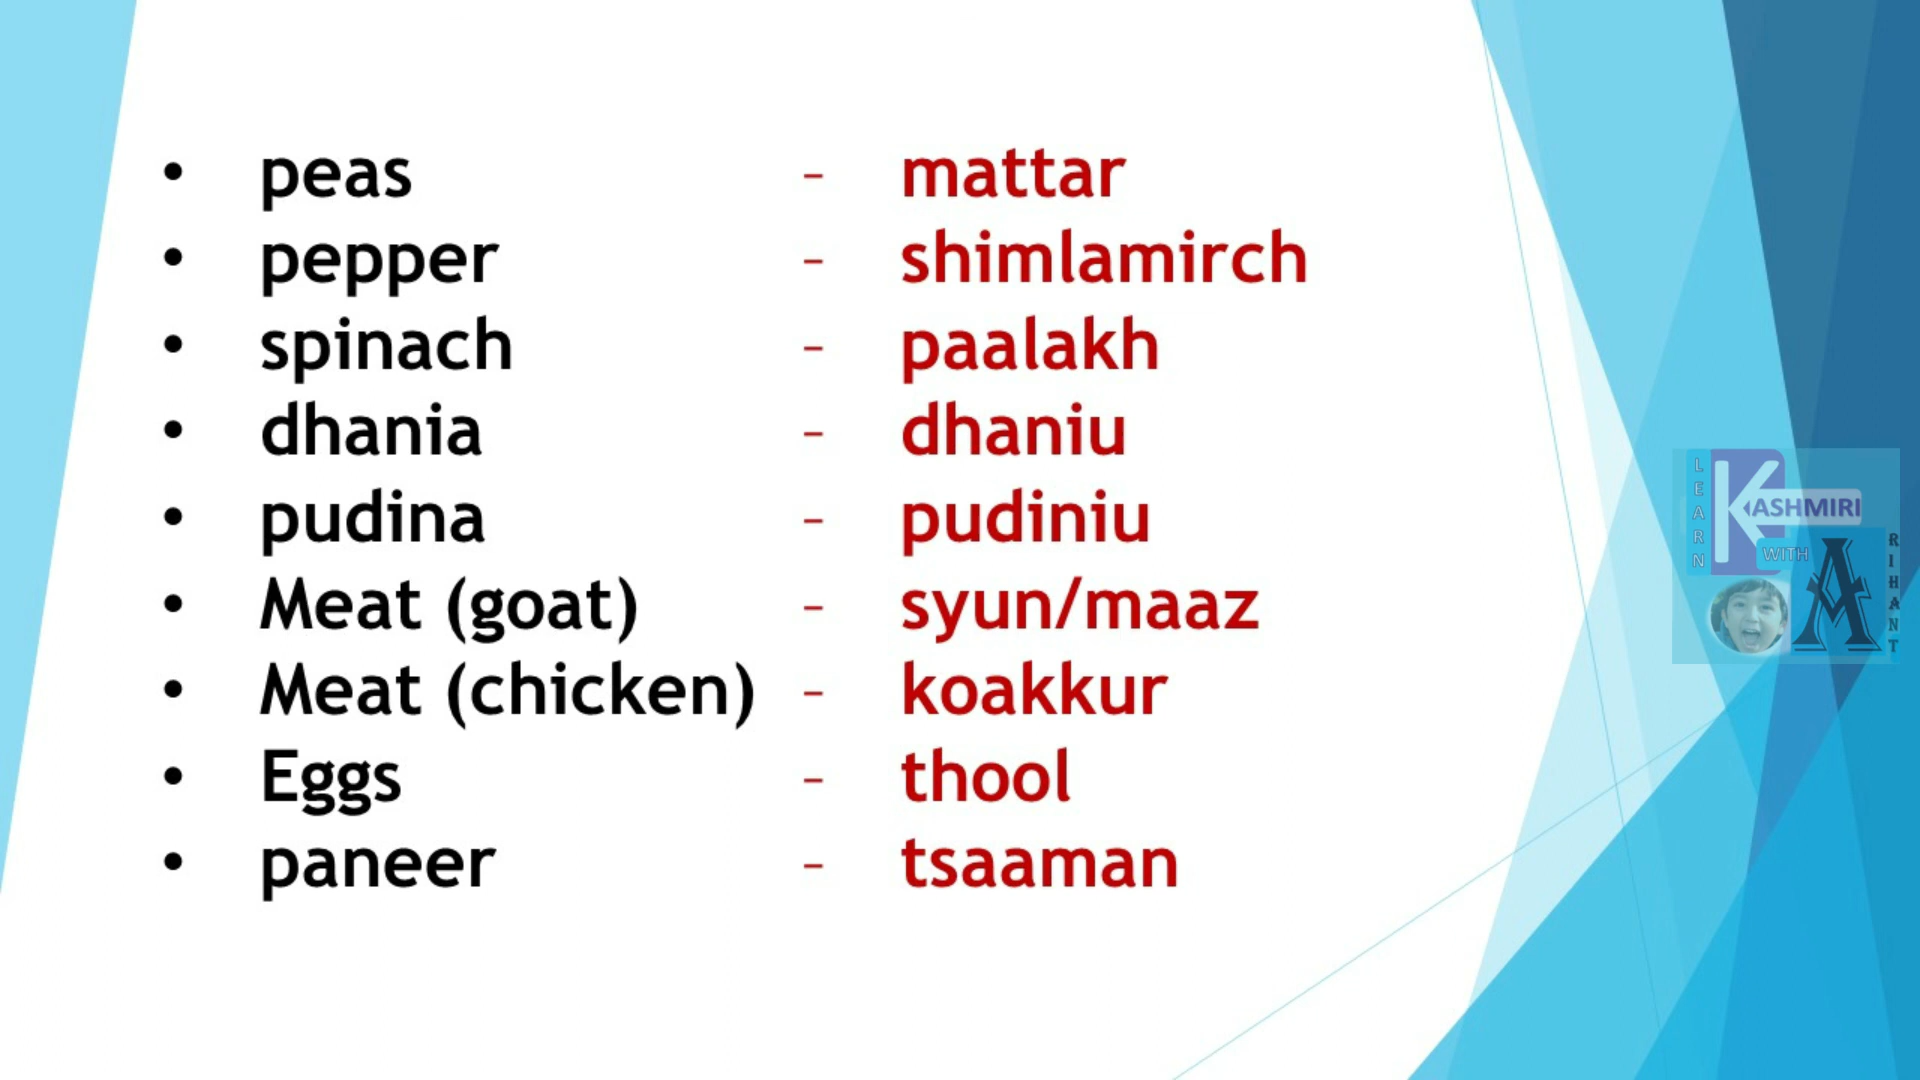 • peas – mattar
• pepper – shimlamirch
• spinach – paalakh
• dhania – dhaniu
• pudina – pudiniu
• Meat (goat) – syun/maaz
• Meat (chicken) – koakkur
• Eggs – thool
• paneer – tsaaman
LEARN
KASHMIRI
WITH
ARIHANT